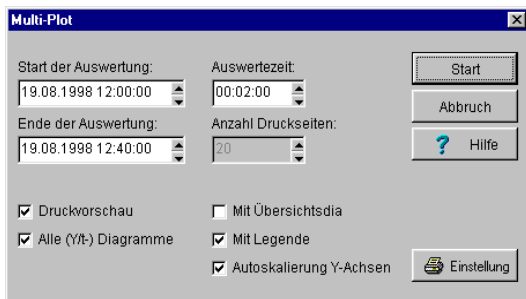 Multi-Plot
Start der Auswertung:
Auswertezeit:
Start
19.08.1998 12:00:00
00:02:00
Abbruch
Ende der Auswertung:
Anzahl Druckseiten:
19.08.1998 12:40:00
20
? Hilfe
Druckvorschau
Mit Übersichtsdia
Alle (Y/t-) Diagramme
Mit Legende
Autoskalierung Y-Achsen
Einstellung